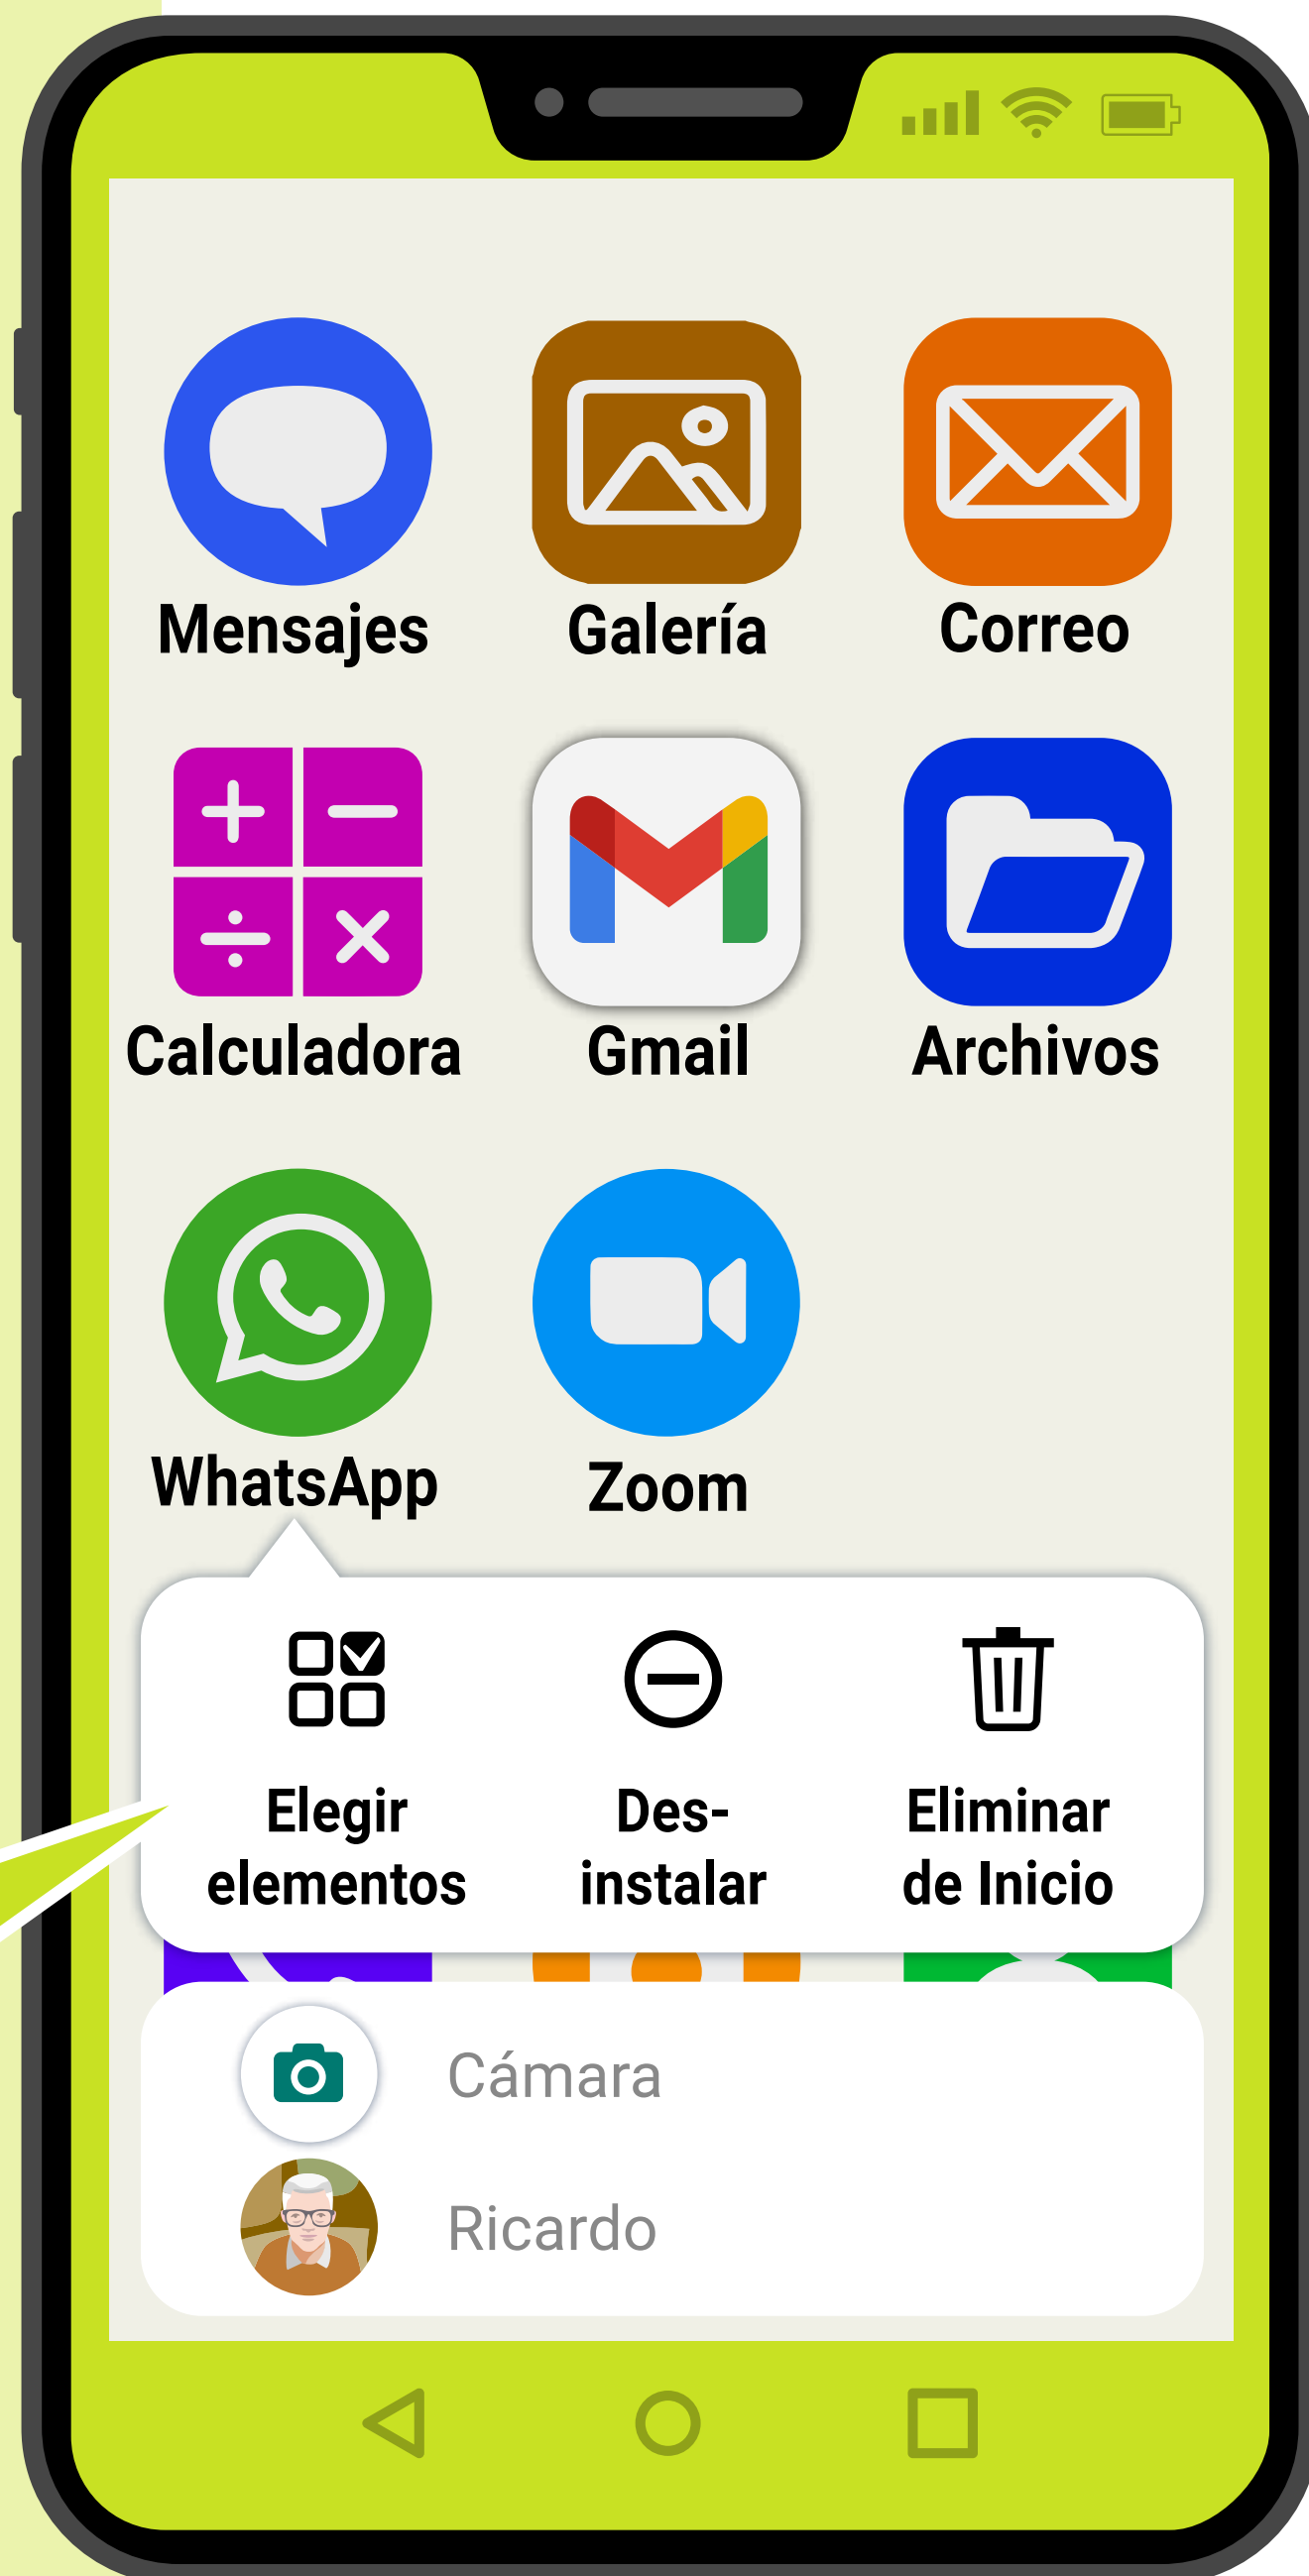 Mensajes
Galería
Correo
Calculadora
Gmail
Archivos
WhatsApp
Zoom
Elegir
elementos
Des-
instalar
Eliminar
de Inicio
Cámara
Ricardo